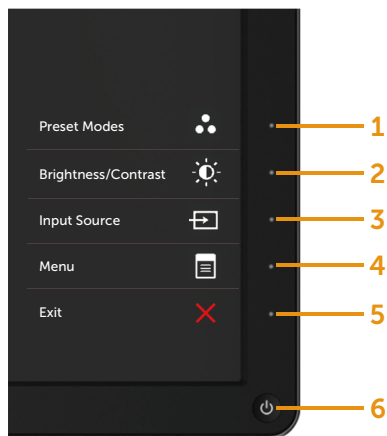 Preset Modes 1
Brightness/Contrast 2
Input Source 3
Menu 4
Exit 5
6